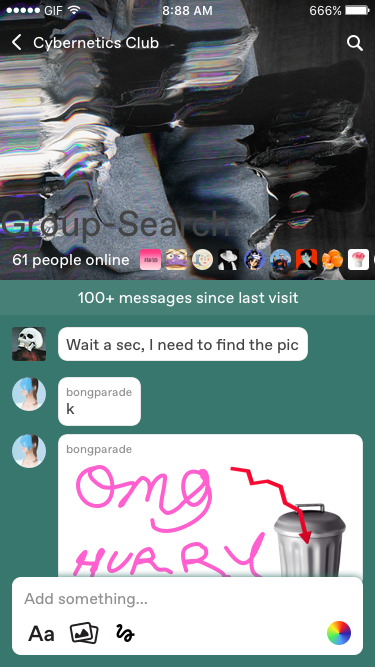 GIF
8:88 AM
666%
Cybernetics Club
Group-Search
61 people online
100+ messages since last visit
Wait a sec, I need to find the pic
bongparade
k
bongparade
omg
HURRY
Add something...
Aa